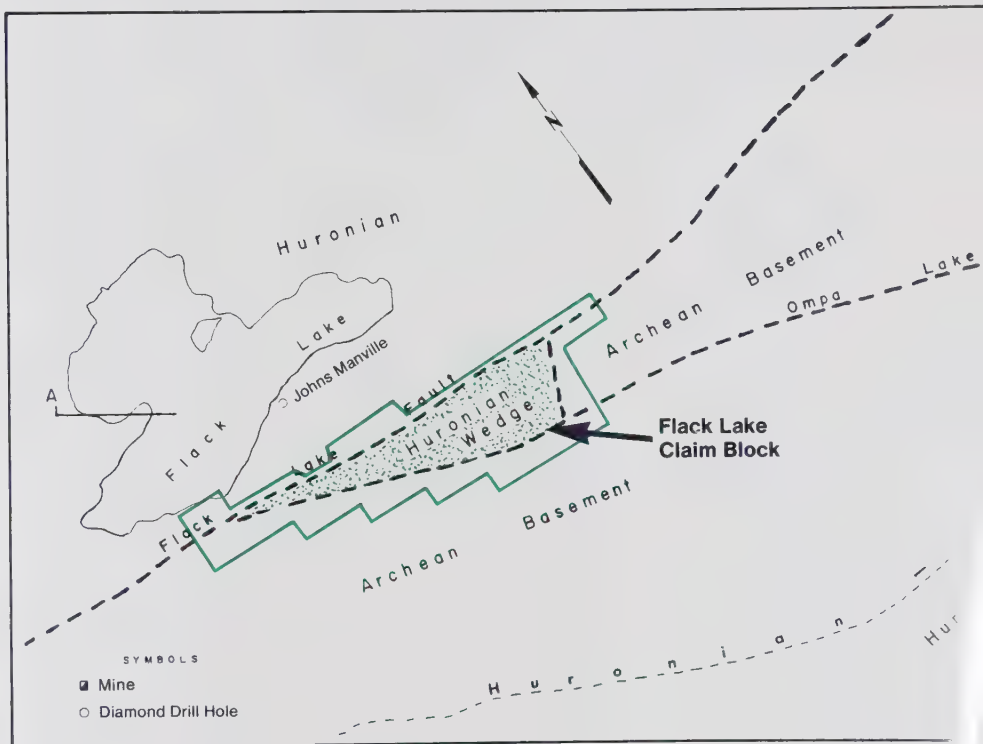 N
Huronian
Lake
Johns Manville
A
Flack
Flack Lake Fault
Huronian
Wedge
Archean Basement
Ompa Lake
Flack Lake
Claim Block
Archean Basement
Huronian
Hur
SYMBOLS
Mine
Diamond Drill Hole